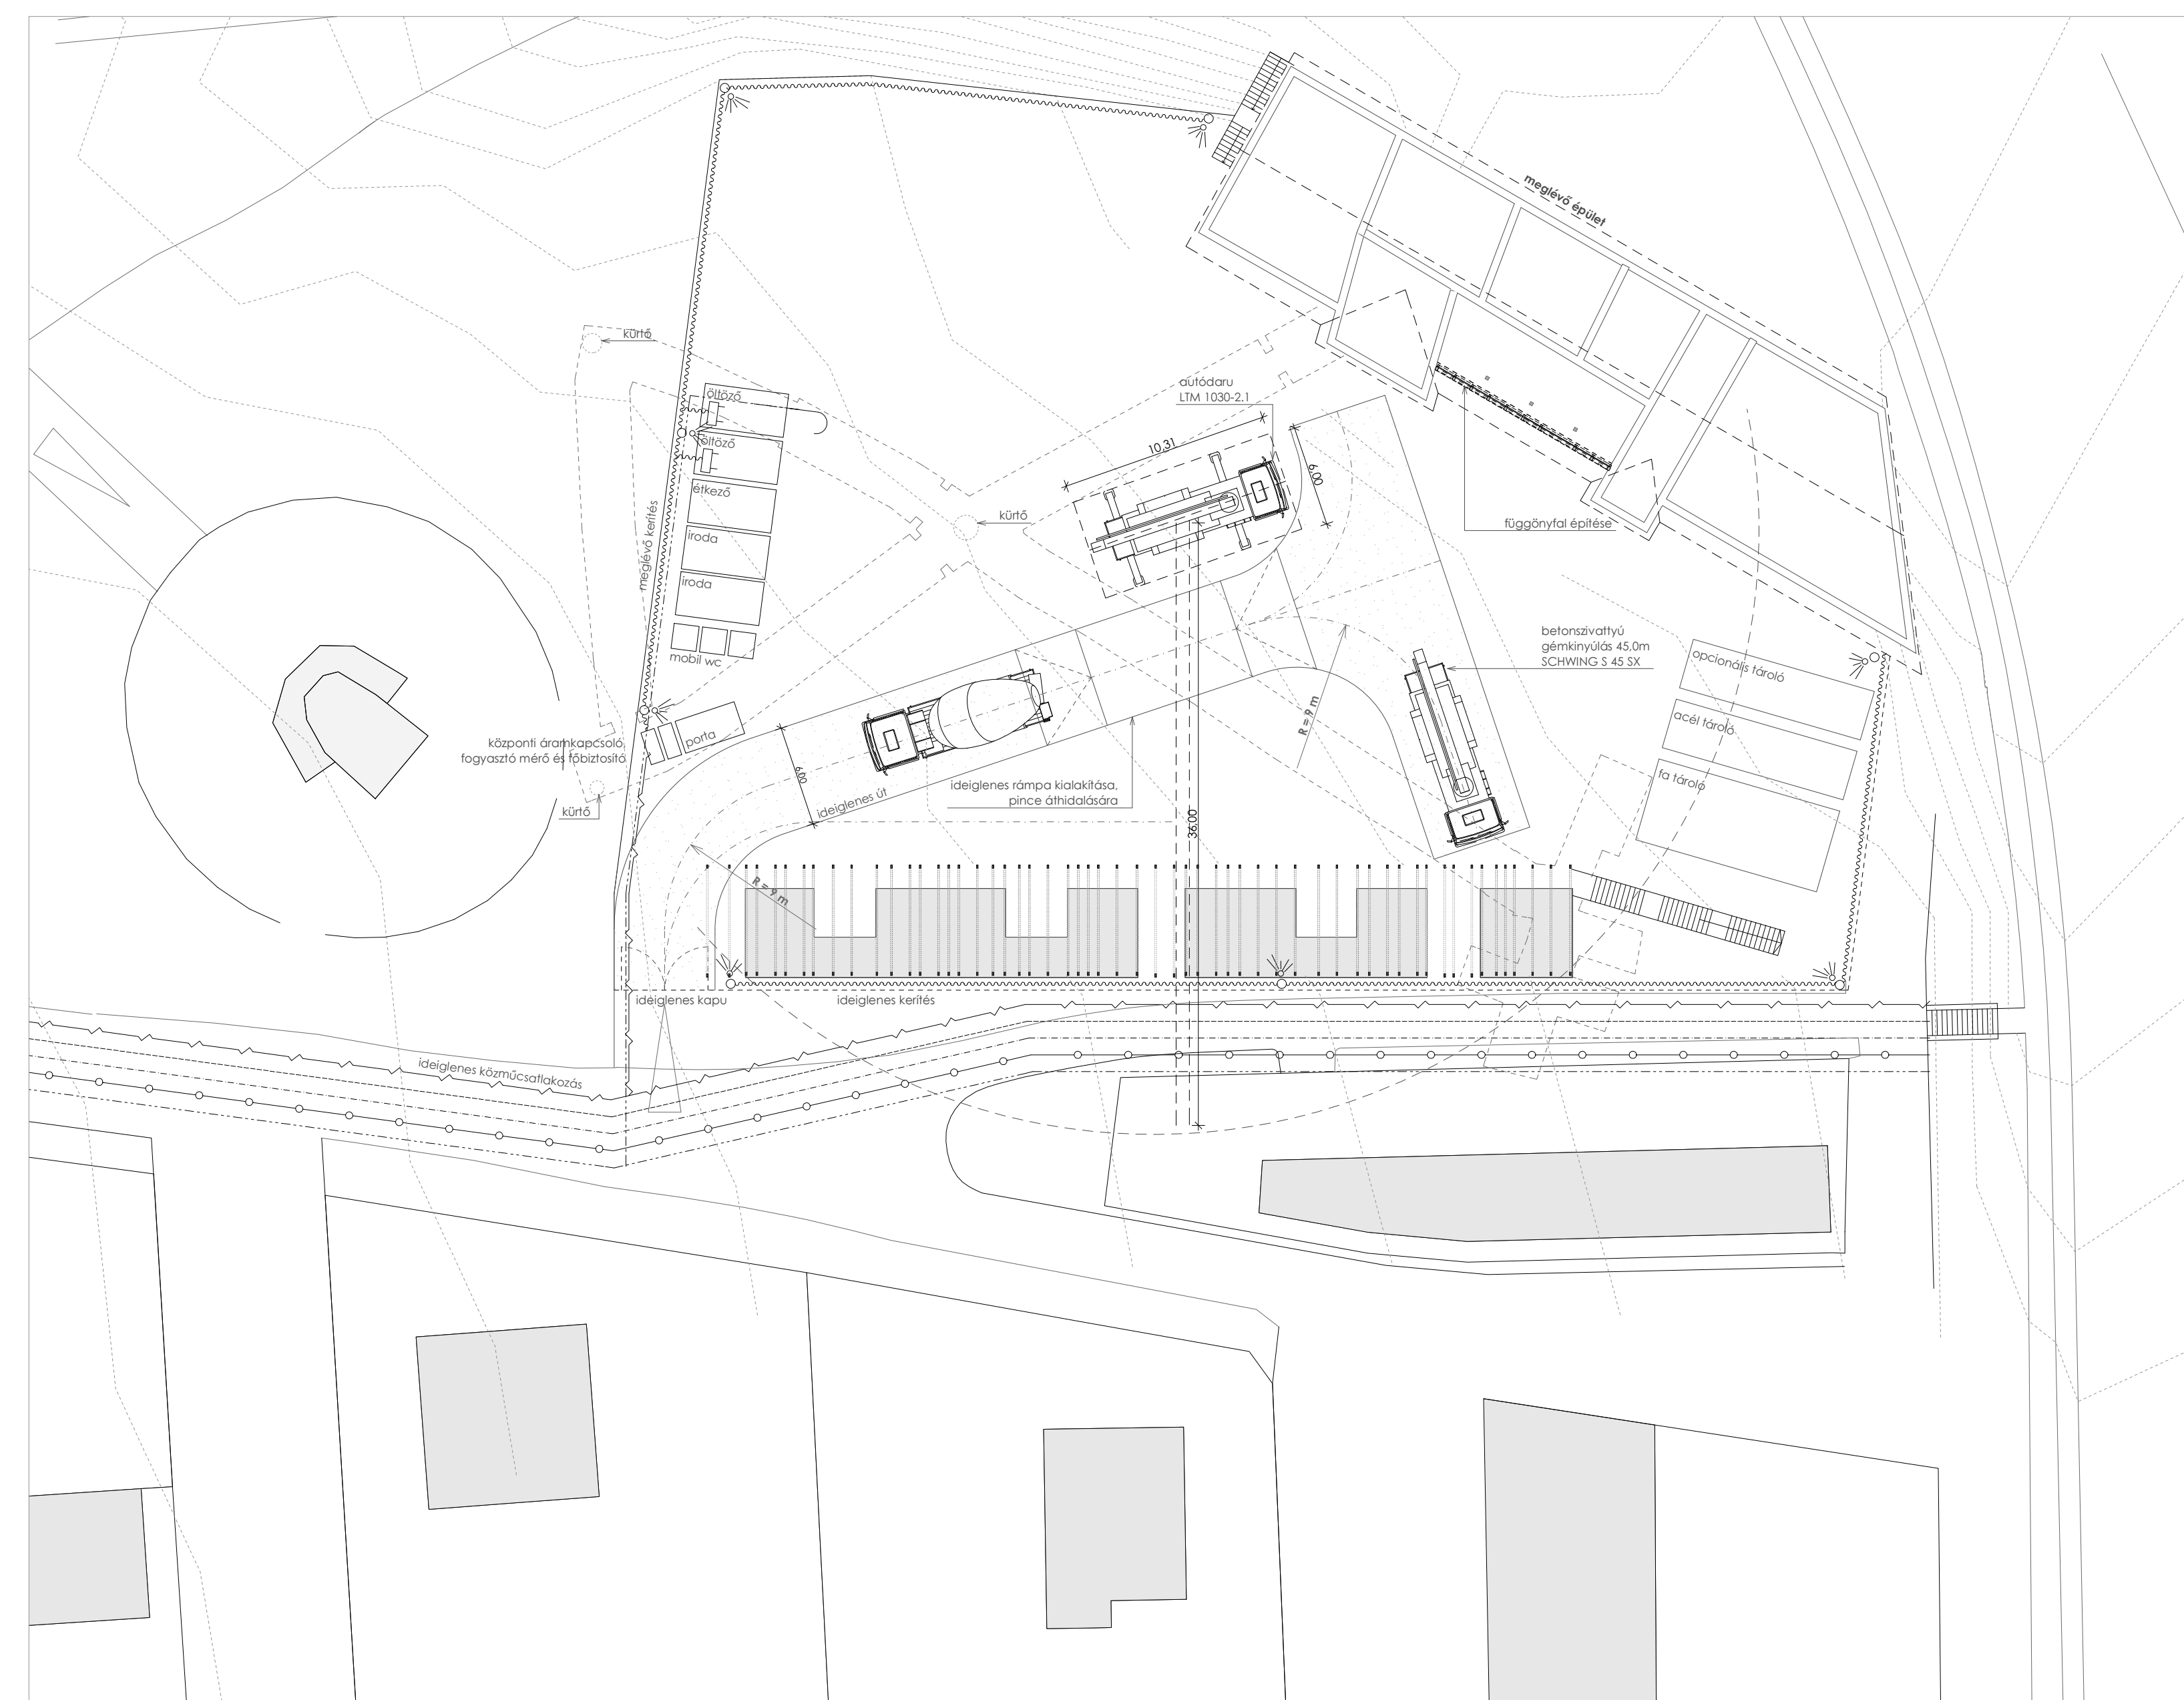 meglévő épület
kürtő
autódaru
LTM 1030-2.1
öltöző
öltöző
étkező
iroda
iroda
mobil wc
meglévő kerítés
10,31
6,00
kürtő
függönyfal építése
betonszivattyú
gémkinyúlás 45,0m
SCHWING S 45 SX
opcionális tároló
acél tároló
fa tároló
R = 9 m
porta
központi áramkapcsoló,
fogyasztó mérő és főbiztosító
kürtő
6,00
ideiglenes út
ideiglenes rámpa kialakítása,
pince áthidalására
36,00
R = 9 m
ideiglenes kapu
ideiglenes kerítés
ideiglenes közműcsatlakozás